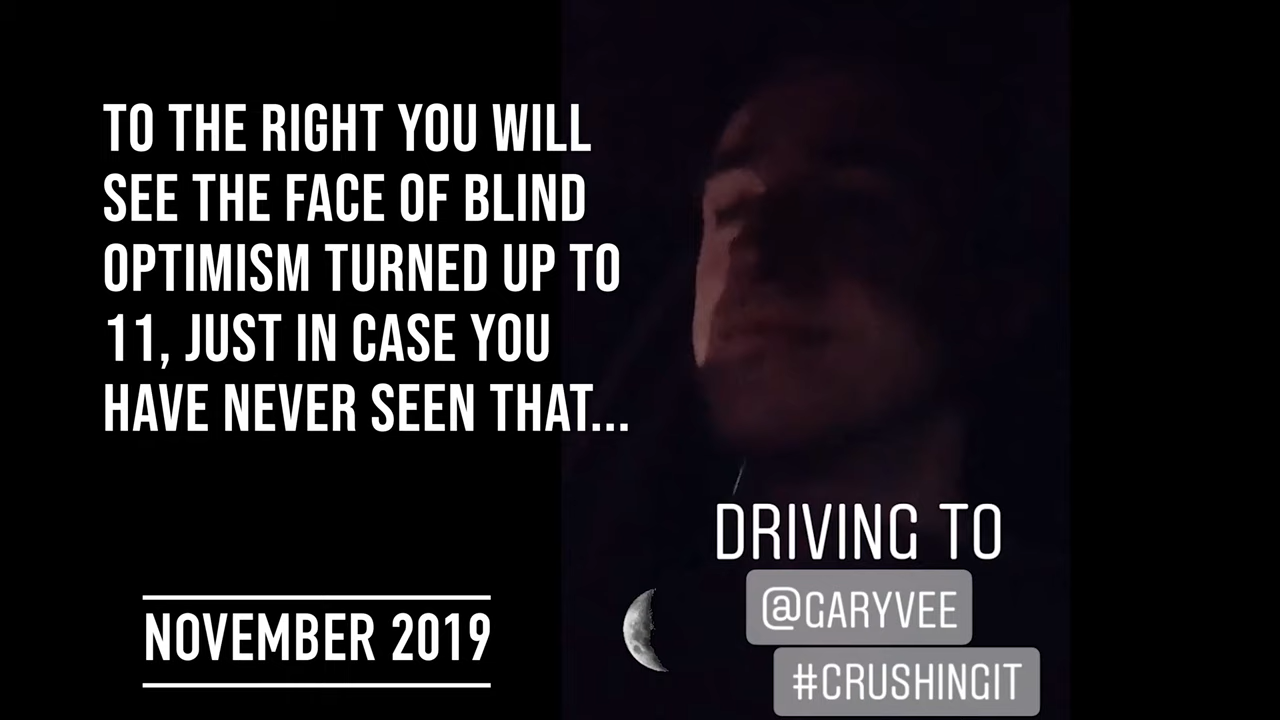 TO THE RIGHT YOU WILL
SEE THE FACE OF BLIND
OPTIMISM TURNED UP TO
11, JUST IN CASE YOU
HAVE NEVER SEEN THAT...
NOVEMBER 2019
DRIVING TO
@GARYVEE
#CRUSHINGIT